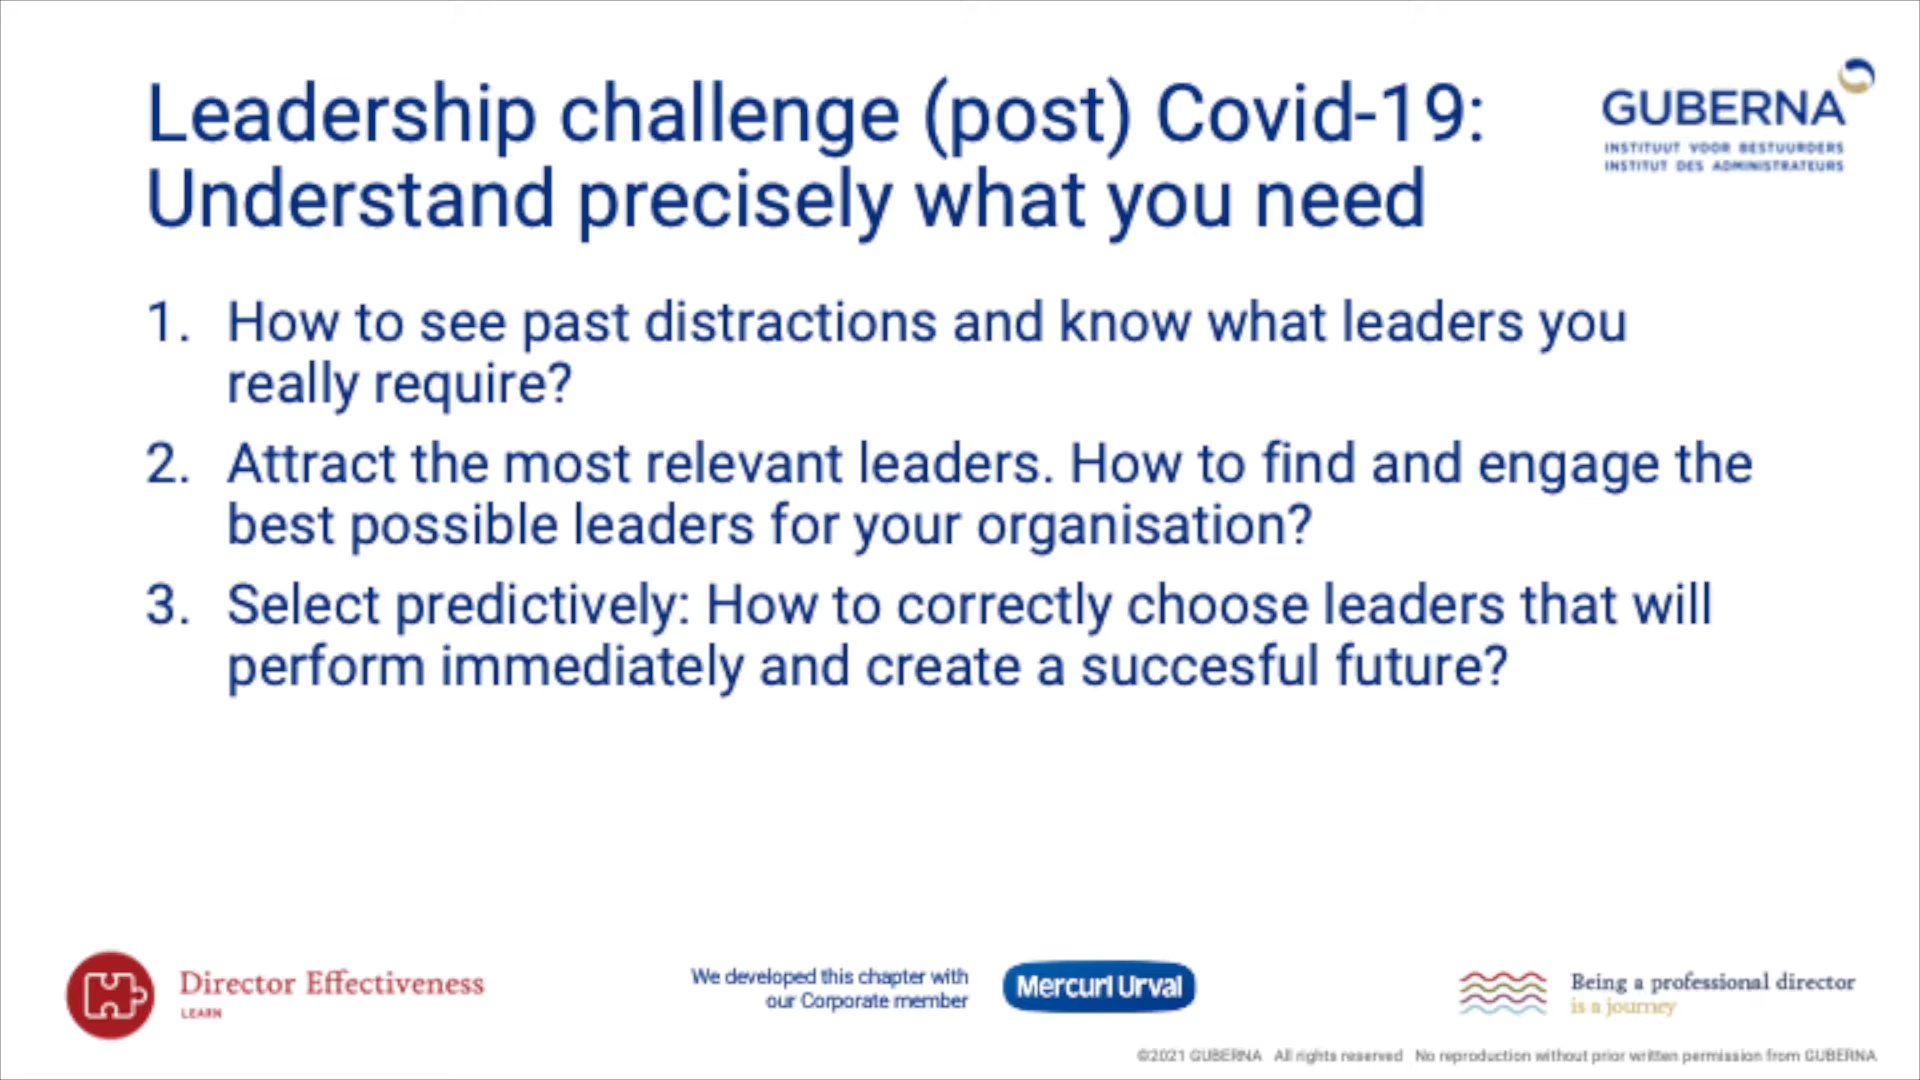 Leadership challenge (post) Covid-19:
Understand precisely what you need
GUBERNA
INSTITUUT VOOR BESTUURDERS
INSTITUT DES ADMINISTRATEURS
1. How to see past distractions and know what leaders you
really require?
2. Attract the most relevant leaders. How to find and engage the
best possible leaders for your organisation?
3. Select predictively: How to correctly choose leaders that will
perform immediately and create a succesful future?
Director Effectiveness
LEARN
We developed this chapter with
our Corporate member
Mercuri Urval
Being a professional director
is a journey
©2021 GUBERNA All rights reserved No reproduction without prior written permission from GUBERNA